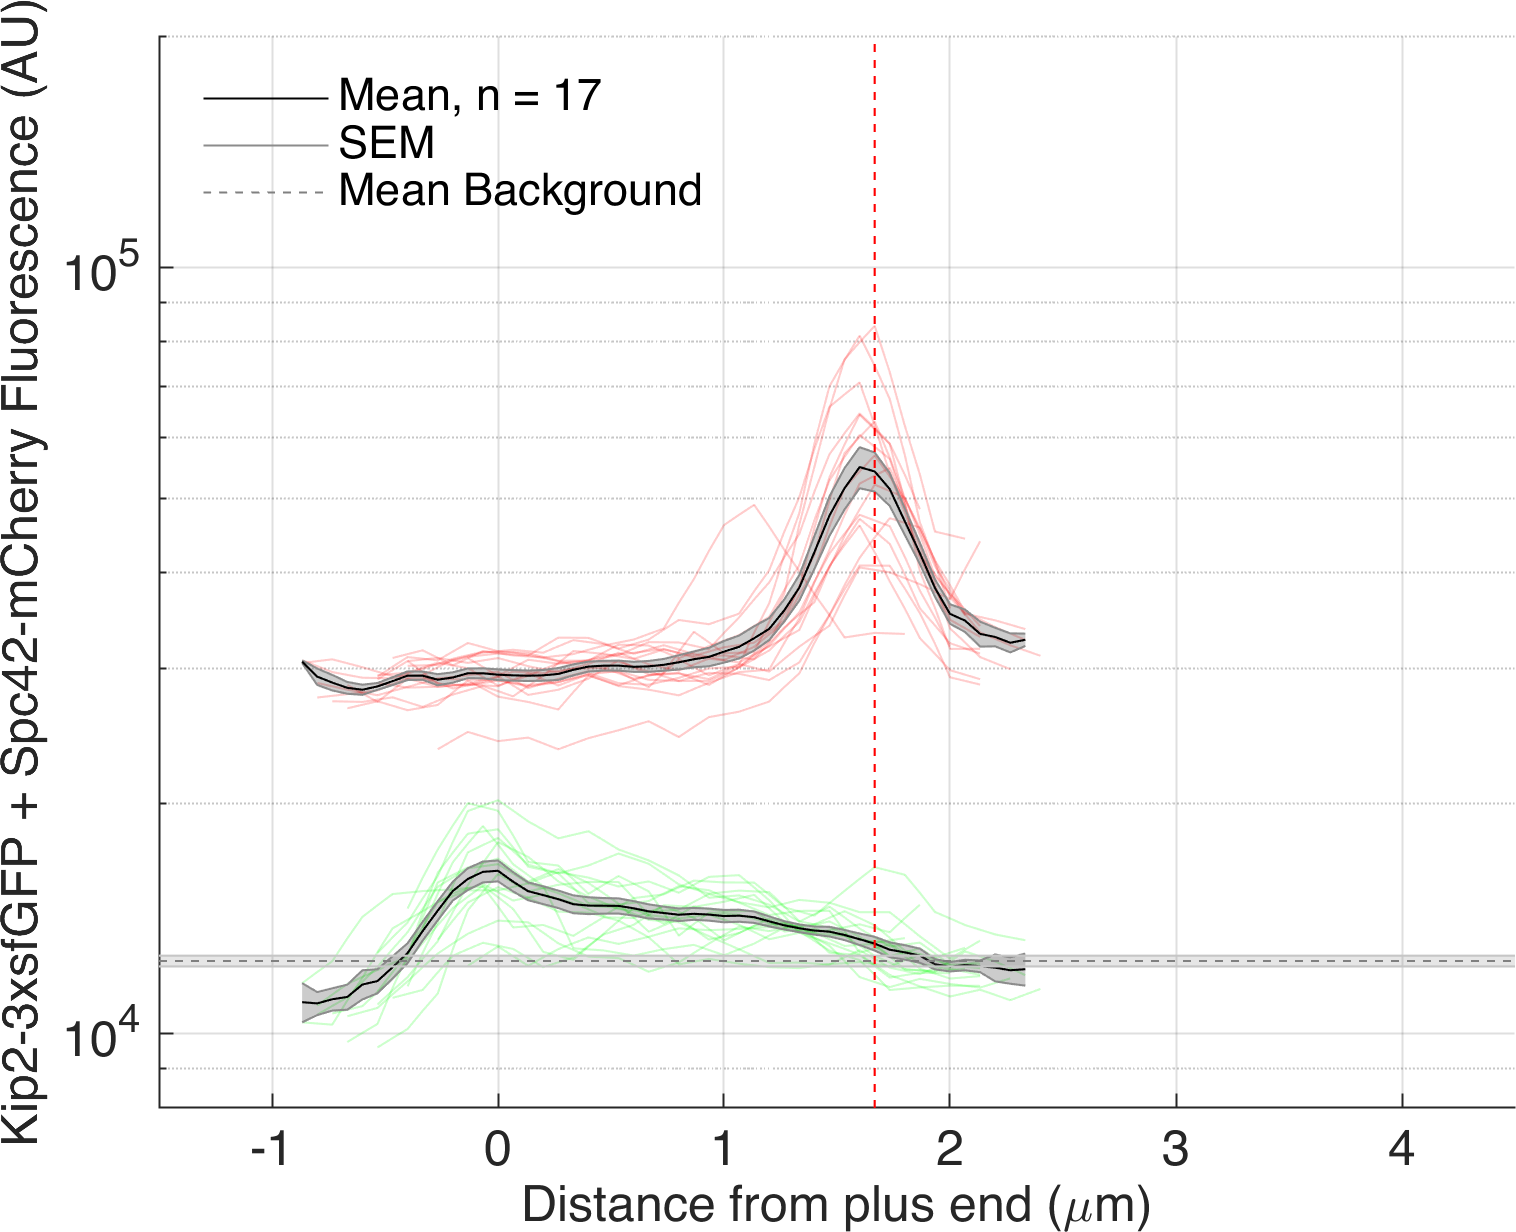 Kip2-3xsfGFP + Spc42-mCherry Fluorescence (AU)
Mean, n = 17
SEM
Mean Background
10^5
10^4
-1 0 1 2 3 4
Distance from plus end (μm)